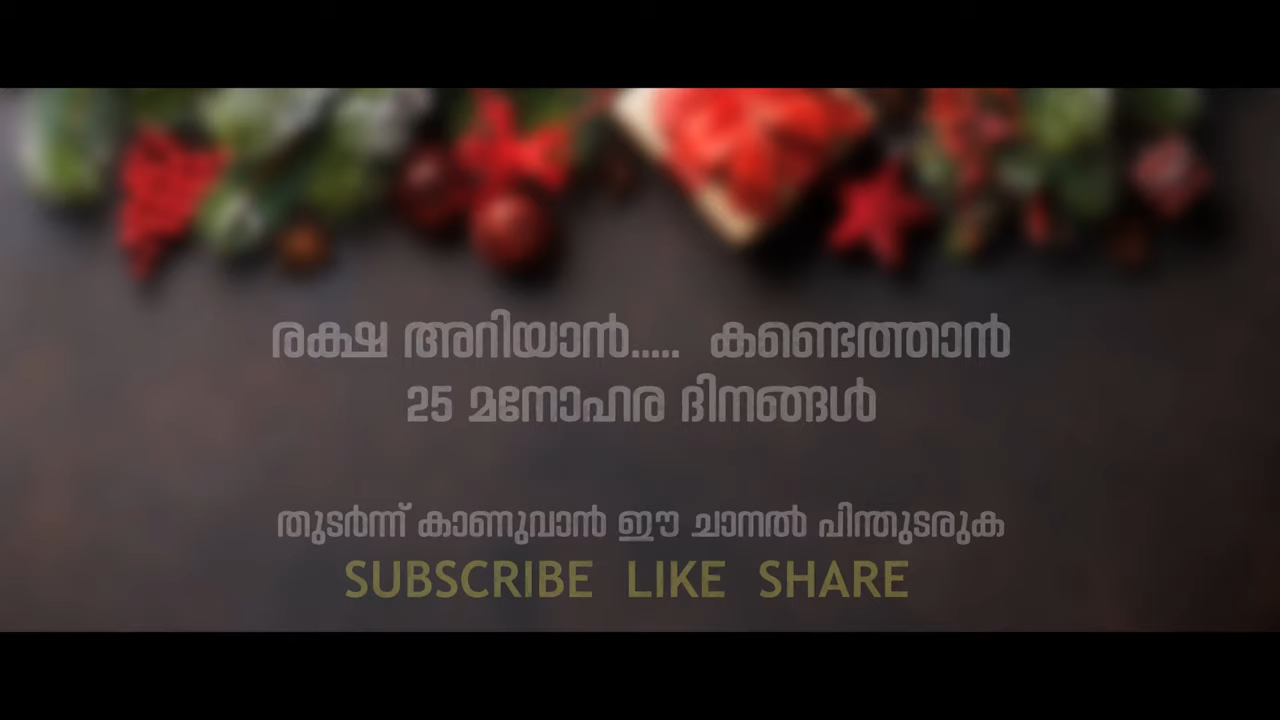 രക്ഷ അറിയാൻ..... കണ്ടെത്താൻ
25 മനോഹര ദിനങ്ങൾ
തുടർന്ന് കാണുവാൻ ഈ ചാനൽ പിന്തുടരുക
SUBSCRIBE LIKE SHARE